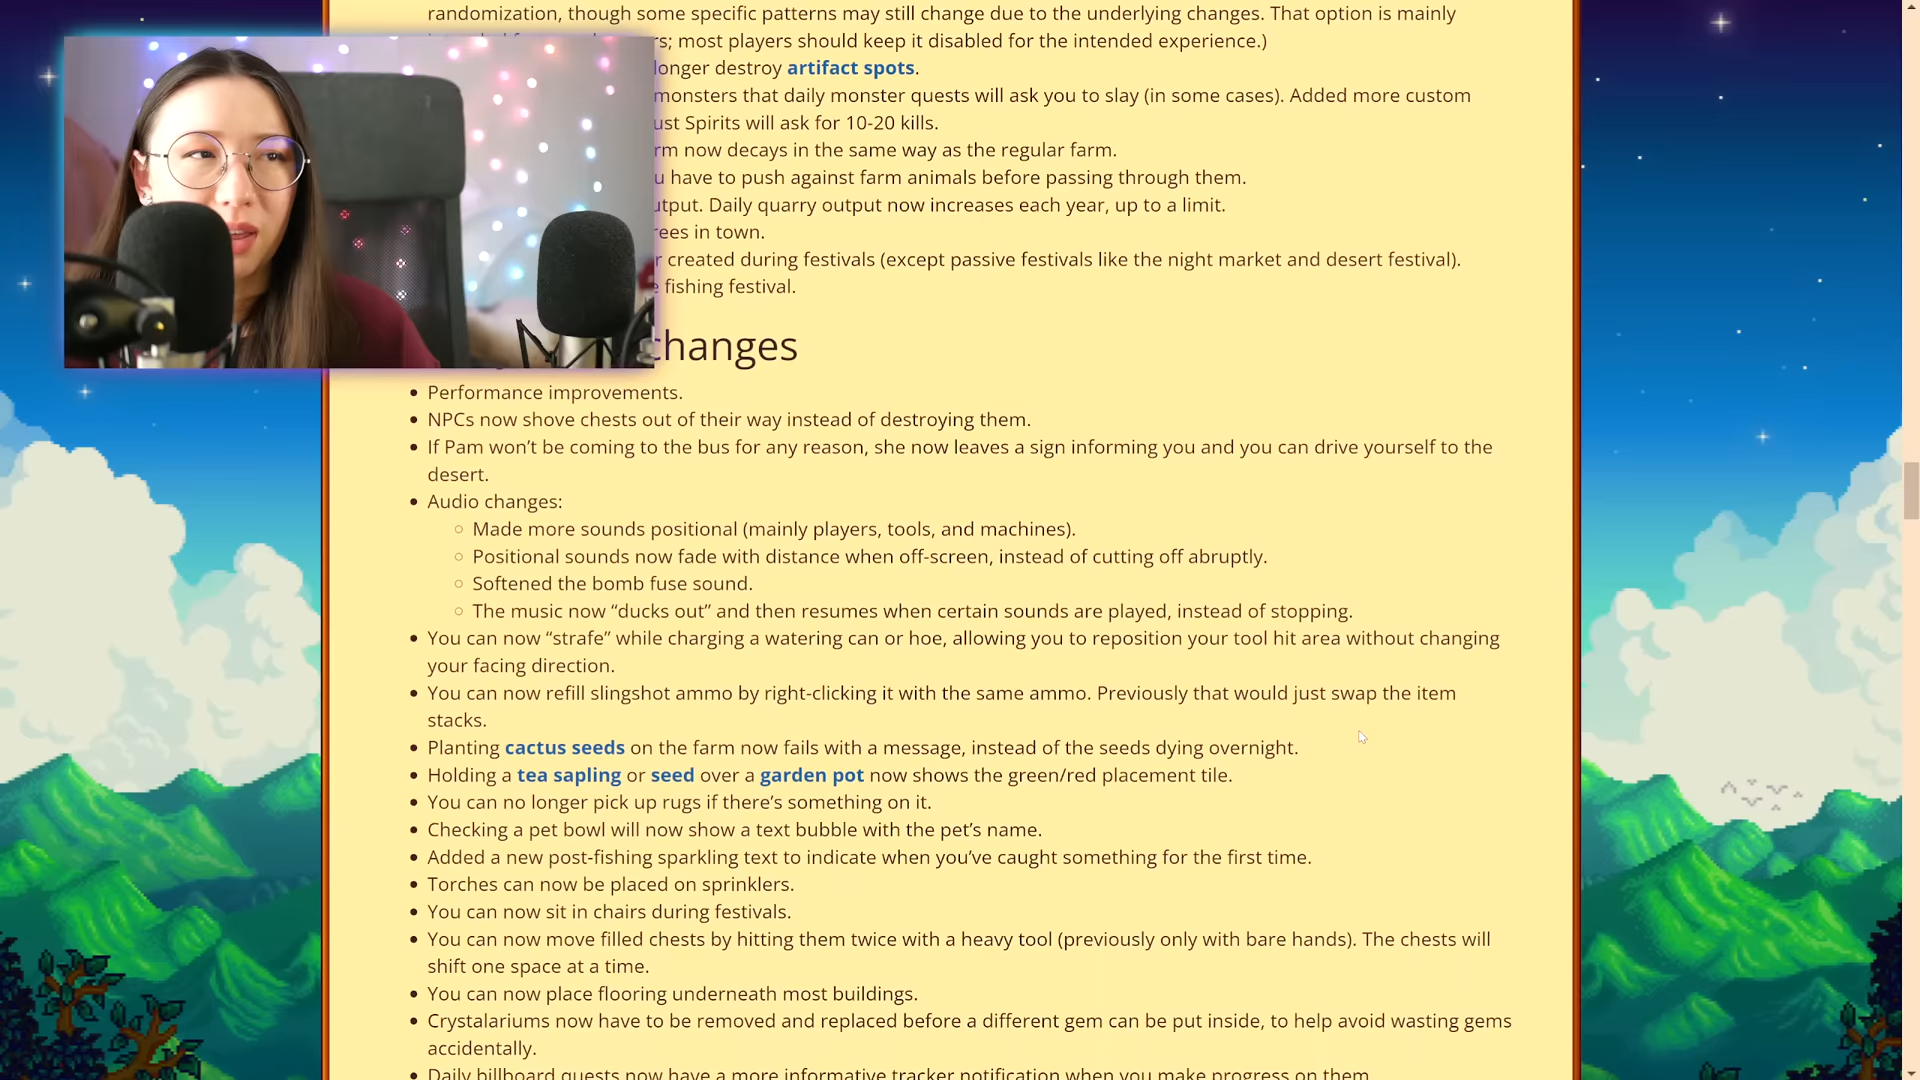 randomization, though some specific patterns may still change due to the underlying changes. That option is mainly
most players should keep it disabled for the intended experience.)
longer destroy artifact spots.
monsters that daily monster quests will ask you to slay (in some cases). Added more custom
Spirits will ask for 10-20 kills.
now decays in the same way as the regular farm.
have to push against farm animals before passing through them.
Daily quarry output now increases each year, up to a limit.
in town.
created during festivals (except passive festivals like the night market and desert festival).
fishing festival.
changes
• Performance improvements.
• NPCs now shove chests out of their way instead of destroying them.
• If Pam won’t be coming to the bus for any reason, she now leaves a sign informing you and you can drive yourself to the
desert.
• Audio changes:
○ Made more sounds positional (mainly players, tools, and machines).
○ Positional sounds now fade with distance when off-screen, instead of cutting off abruptly.
○ Softened the bomb fuse sound.
○ The music now “ducks out” and then resumes when certain sounds are played, instead of stopping.
• You can now “strafe” while charging a watering can or hoe, allowing you to reposition your tool hit area without changing
your facing direction.
• You can now refill slingshot ammo by right-clicking it with the same ammo. Previously that would just swap the item
stacks.
• Planting cactus seeds on the farm now fails with a message, instead of the seeds dying overnight.
• Holding a tea sapling or seed over a garden pot now shows the green/red placement tile.
• You can no longer pick up rugs if there’s something on it.
• Checking a pet bowl will now show a text bubble with the pet’s name.
• Added a new post-fishing sparkling text to indicate when you’ve caught something for the first time.
• Torches can now be placed on sprinklers.
• You can now sit in chairs during festivals.
• You can now move filled chests by hitting them twice with a heavy tool (previously only with bare hands). The chests will
shift one space at a time.
• You can now place flooring underneath most buildings.
• Crystalariums now have to be removed and replaced before a different gem can be put inside, to help avoid wasting gems
accidentally.
• Daily billboard quests now have a more informative tracker notification when you make progress on them.